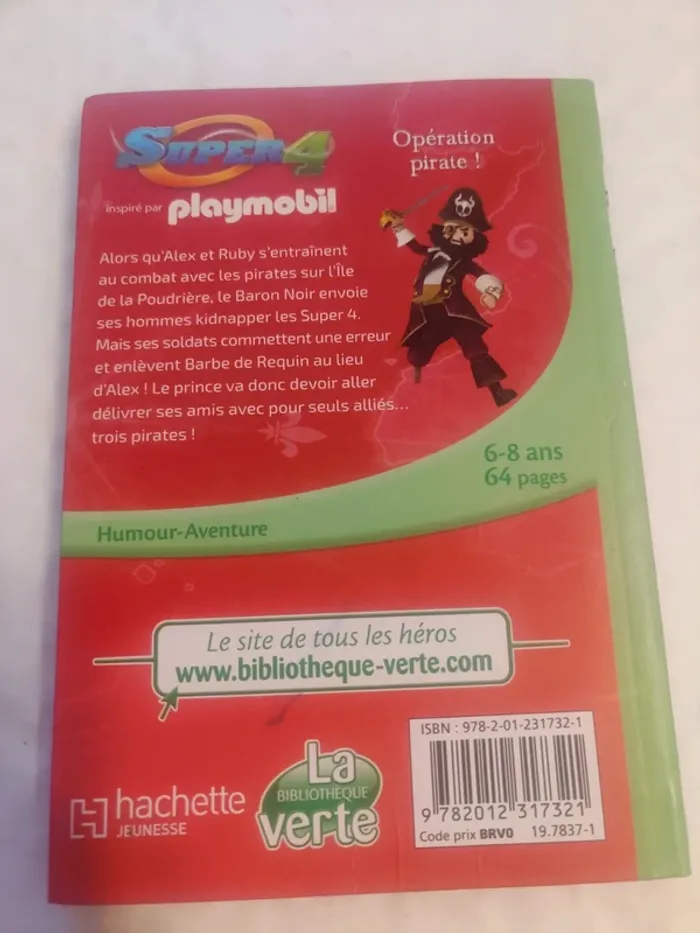 SUPER 4
inspiré par playmobil
Opération
pirate !
Alors qu'Alex et Ruby s'entraînent
au combat avec les pirates sur l'Île
de la Poudrière, le Baron Noir envoie
ses hommes kidnapper les Super 4.
Mais ses soldats commettent une erreur
et enlèvent Barbe de Requin au lieu
d'Alex ! Le prince va donc devoir aller
délivrer ses amis avec pour seuls alliés...
trois pirates !
6-8 ans
64 pages
Humour-Aventure
Le site de tous les héros
www.bibliotheque-verte.com
ISBN : 978-2-01-231732-1
9 782012 317321
Code prix BRV0 19.7837-1
hachette
JEUNESSE
La
BIBLIOTHÈQUE
verte